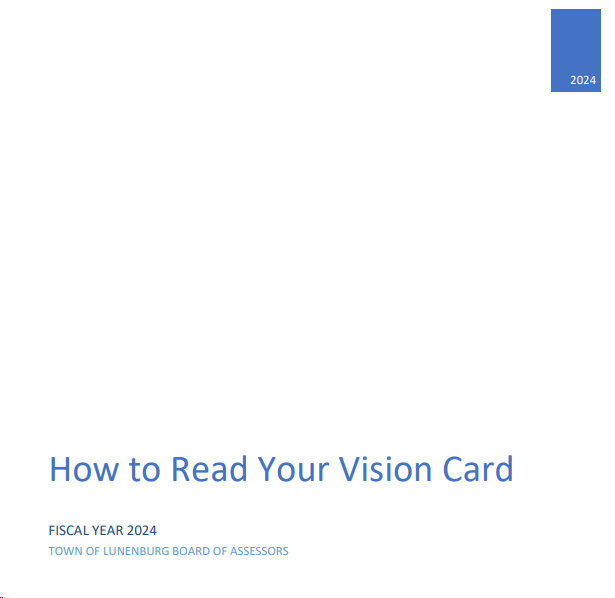 2024
How to Read Your Vision Card
FISCAL YEAR 2024
TOWN OF LUNENBURG BOARD OF ASSESSORS